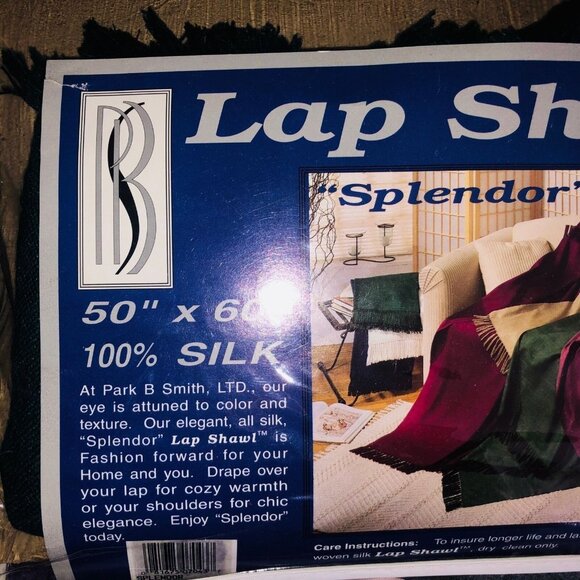 PBS
Lap Sh
"Splendor"
50" x 60
100% SILK
At Park B Smith, LTD., our
eye is attuned to color and
texture. Our elegant, all silk,
"Splendor" Lap Shawl™ is
Fashion forward for your
Home and you. Drape over
your lap for cozy warmth
or your shoulders for chic
elegance. Enjoy "Splendor"
today.
Care Instructions: To insure longer life and la
woven silk Lap Shawl™, dry clean only.
SPLENDOR